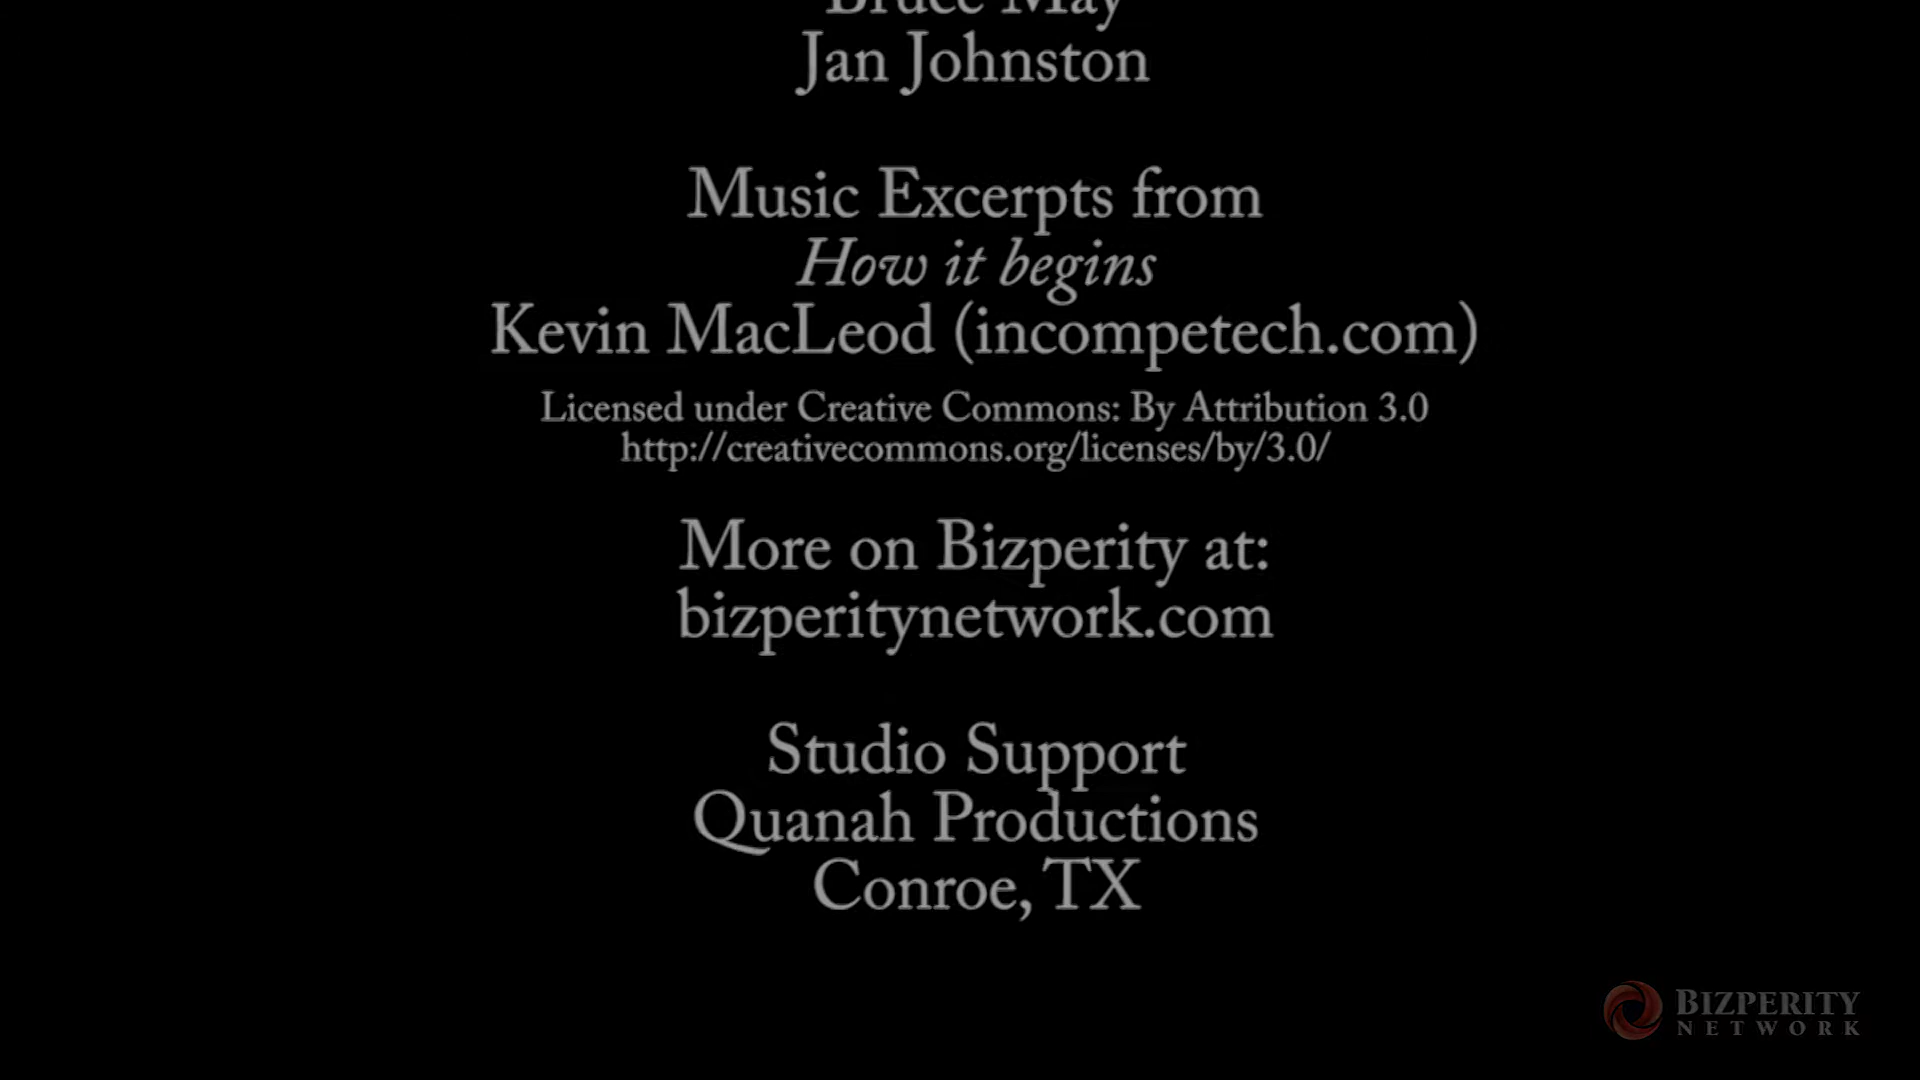 Bruce May
Jan Johnston
Music Excerpts from
How it begins
Kevin MacLeod (incompetech.com)
Licensed under Creative Commons: By Attribution 3.0
http://creativecommons.org/licenses/by/3.0/
More on Bizperity at:
bizperitynetwork.com
Studio Support
Quanah Productions
Conroe, TX
BIZPERITY
NETWORK